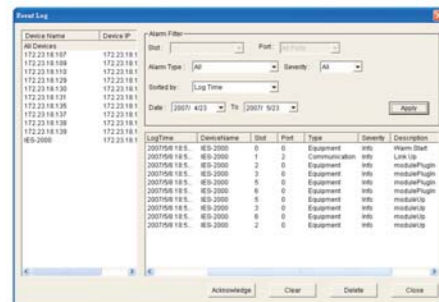 Event Log
Device Name Device IP
All Devices
172.23.18.107 172.23.18.1
172.23.18.109 172.23.18.1
172.23.18.110 172.23.18.1
172.23.18.129 172.23.18.1
172.23.18.130 172.23.18.1
172.23.18.131 172.23.18.1
172.23.18.135 172.23.18.1
172.23.18.137 172.23.18.1
172.23.18.138 172.23.18.1
172.23.18.139 172.23.18.1
IES-2000 172.23.18.1
Alarm Filter
Slot : Port : All Ports
Alarm Type : All Severity : All
Sorted by: Log Time
Date : 2007/ 4/23 To 2007/ 5/23 Apply
LogTime DeviceName Slot Port Type Severity Description
2007/5/8 18:5... IES-2000 0 0 Equipment Info Warm Start
2007/5/8 18:5... IES-2000 1 2 Communication Info Link Up
2007/5/8 18:5... IES-2000 2 0 Equipment Info modulePlugIn
2007/5/8 18:5... IES-2000 3 0 Equipment Info modulePlugIn
2007/5/8 18:5... IES-2000 5 0 Equipment Info modulePlugIn
2007/5/8 18:5... IES-2000 6 0 Equipment Info modulePlugIn
2007/5/8 18:5... IES-2000 5 0 Equipment Info moduleUp
2007/5/8 18:5... IES-2000 3 0 Equipment Info moduleUp
2007/5/8 18:5... IES-2000 6 0 Equipment Info moduleUp
2007/5/8 18:5... IES-2000 2 0 Equipment Info moduleUp
Acknowledge Clear Delete Close